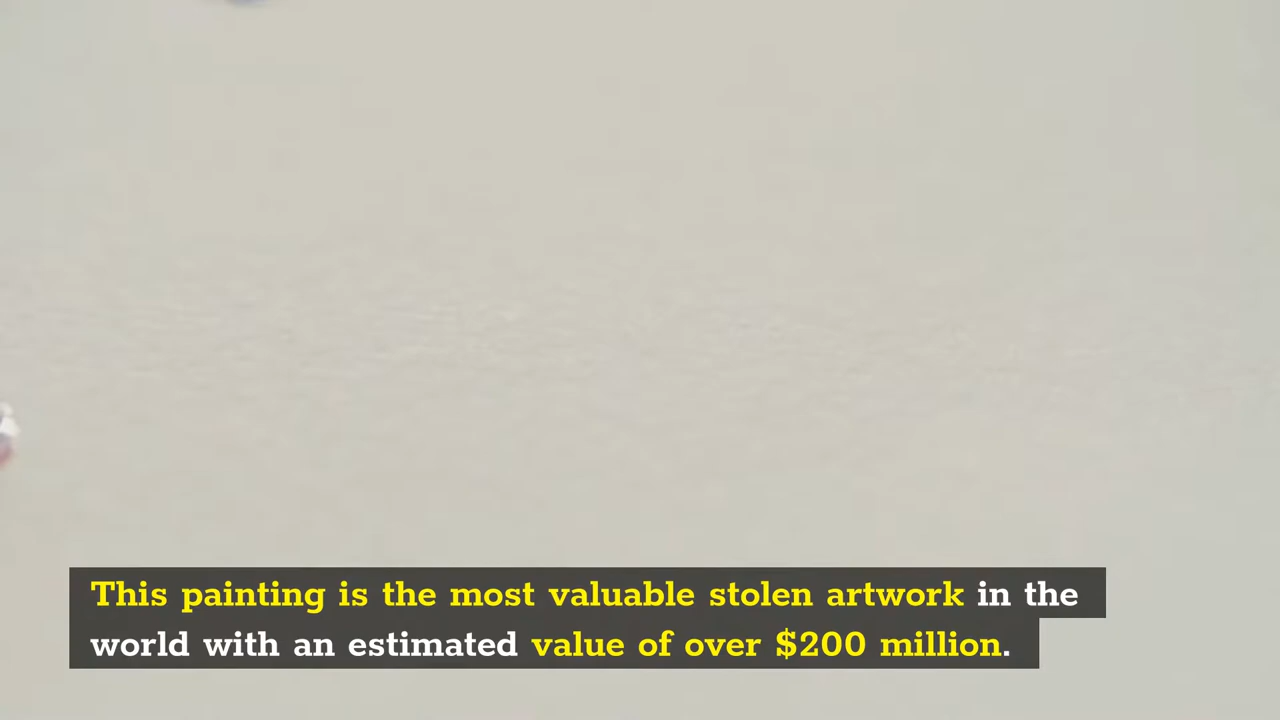 This painting is the most valuable stolen artwork in the
world with an estimated value of over $200 million.